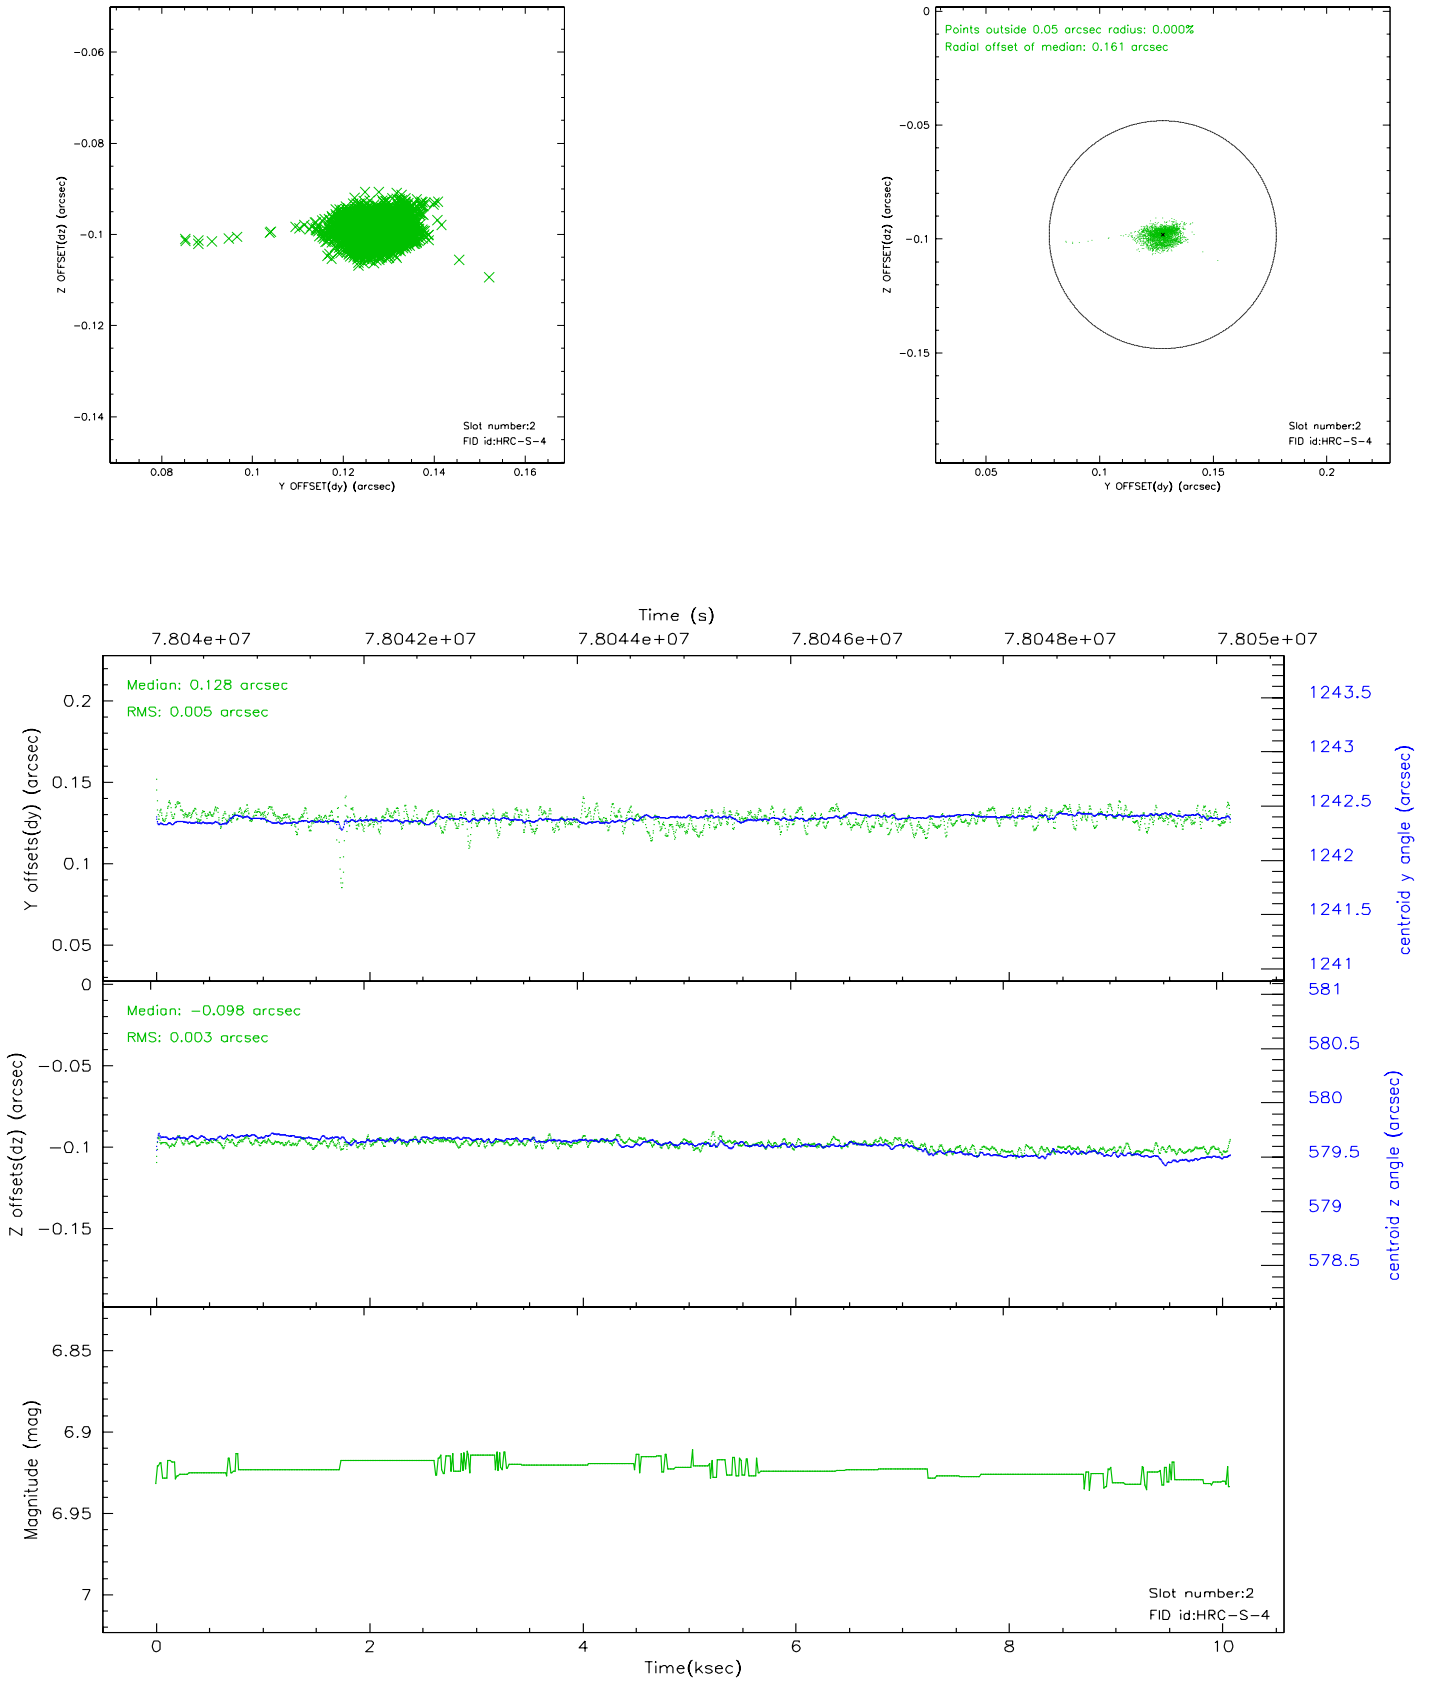 -0.06
-0.08
-0.1
-0.12
-0.14
Z OFFSET(dz) (arcsec)
Slot number:2
FID id:HRC-S-4
0.08 0.1 0.12 0.14 0.16
Y OFFSET(dy) (arcsec)
Points outside 0.05 arcsec radius: 0.000%
Radial offset of median: 0.161 arcsec
0
-0.05
-0.1
-0.15
Z OFFSET(dz) (arcsec)
Slot number:2
FID id:HRC-S-4
0.05 0.1 0.15 0.2
Y OFFSET(dy) (arcsec)
Time (s)
7.804e+07 7.8042e+07 7.8044e+07 7.8046e+07 7.8048e+07 7.805e+07
Median: 0.128 arcsec
RMS: 0.005 arcsec
0.2
0.15
0.1
0.05
Y offsets(dy) (arcsec)
1243.5
1243
1242.5
1242
1241.5
1241
centroid y angle (arcsec)
Median: -0.098 arcsec
RMS: 0.003 arcsec
0
-0.05
-0.1
-0.15
Z offsets(dz) (arcsec)
581
580.5
580
579.5
579
578.5
centroid z angle (arcsec)
6.85
6.9
6.95
7
Magnitude (mag)
Slot number:2
FID id:HRC-S-4
0 2 4 6 8 10
Time(ksec)